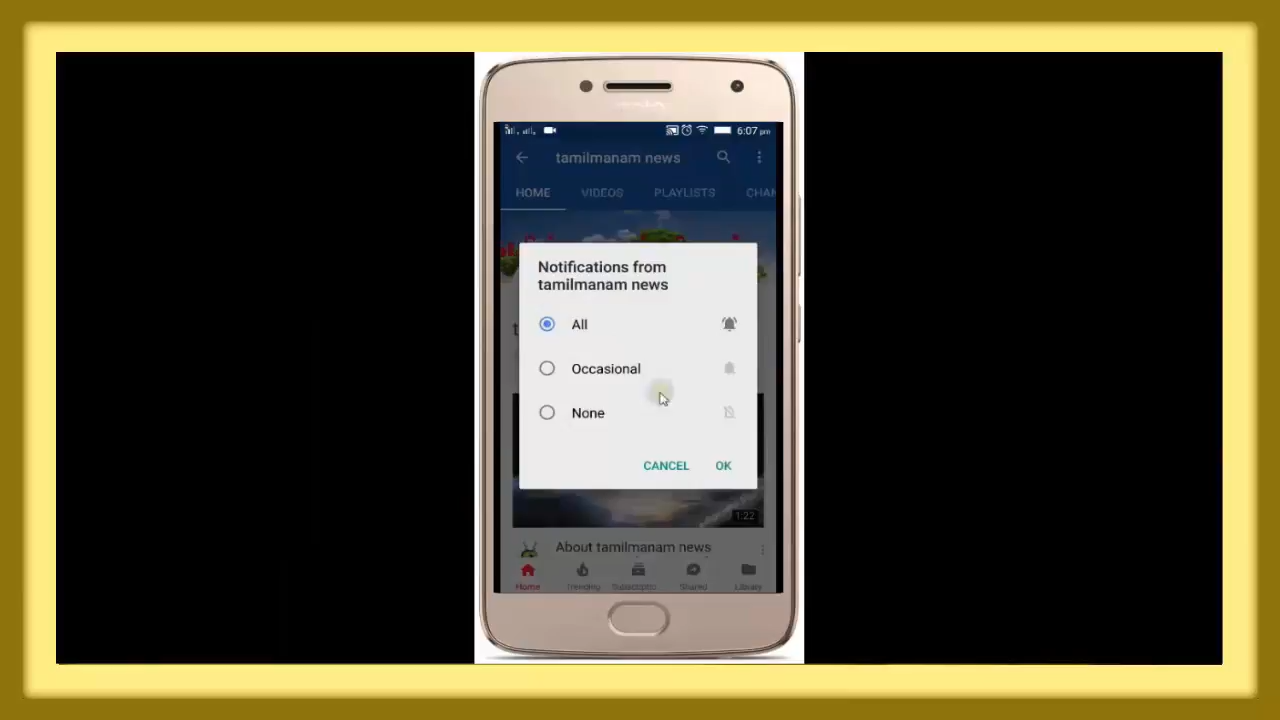 6:07 pm
tamilmanam news
HOME VIDEOS PLAYLISTS CHAN
Notifications from
tamilmanam news
All
Occasional
None
CANCEL OK
1:22
About tamilmanam news
Home Trending Subscriptio Shared Library